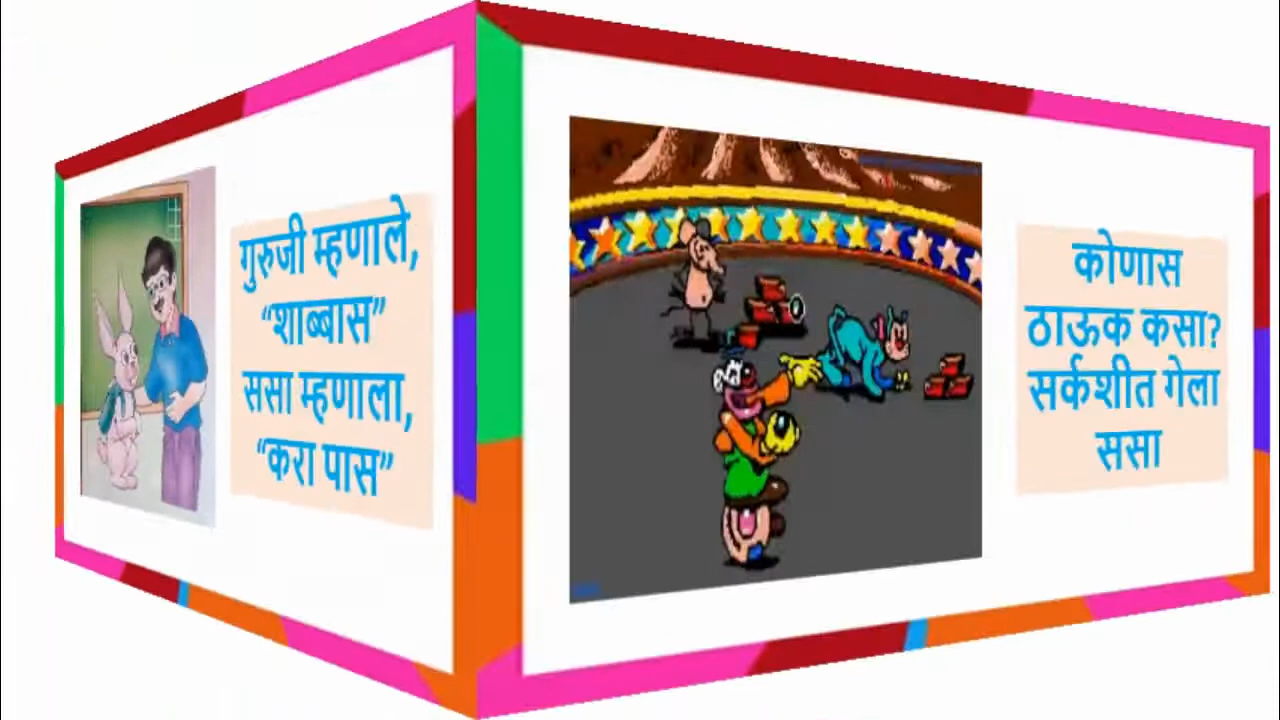 गुरुजी म्हणाले,
“शाब्बास”
ससा म्हणाला,
“करा पास”
कोणास
ठाऊक कसा?
सर्कशीत गेला
ससा